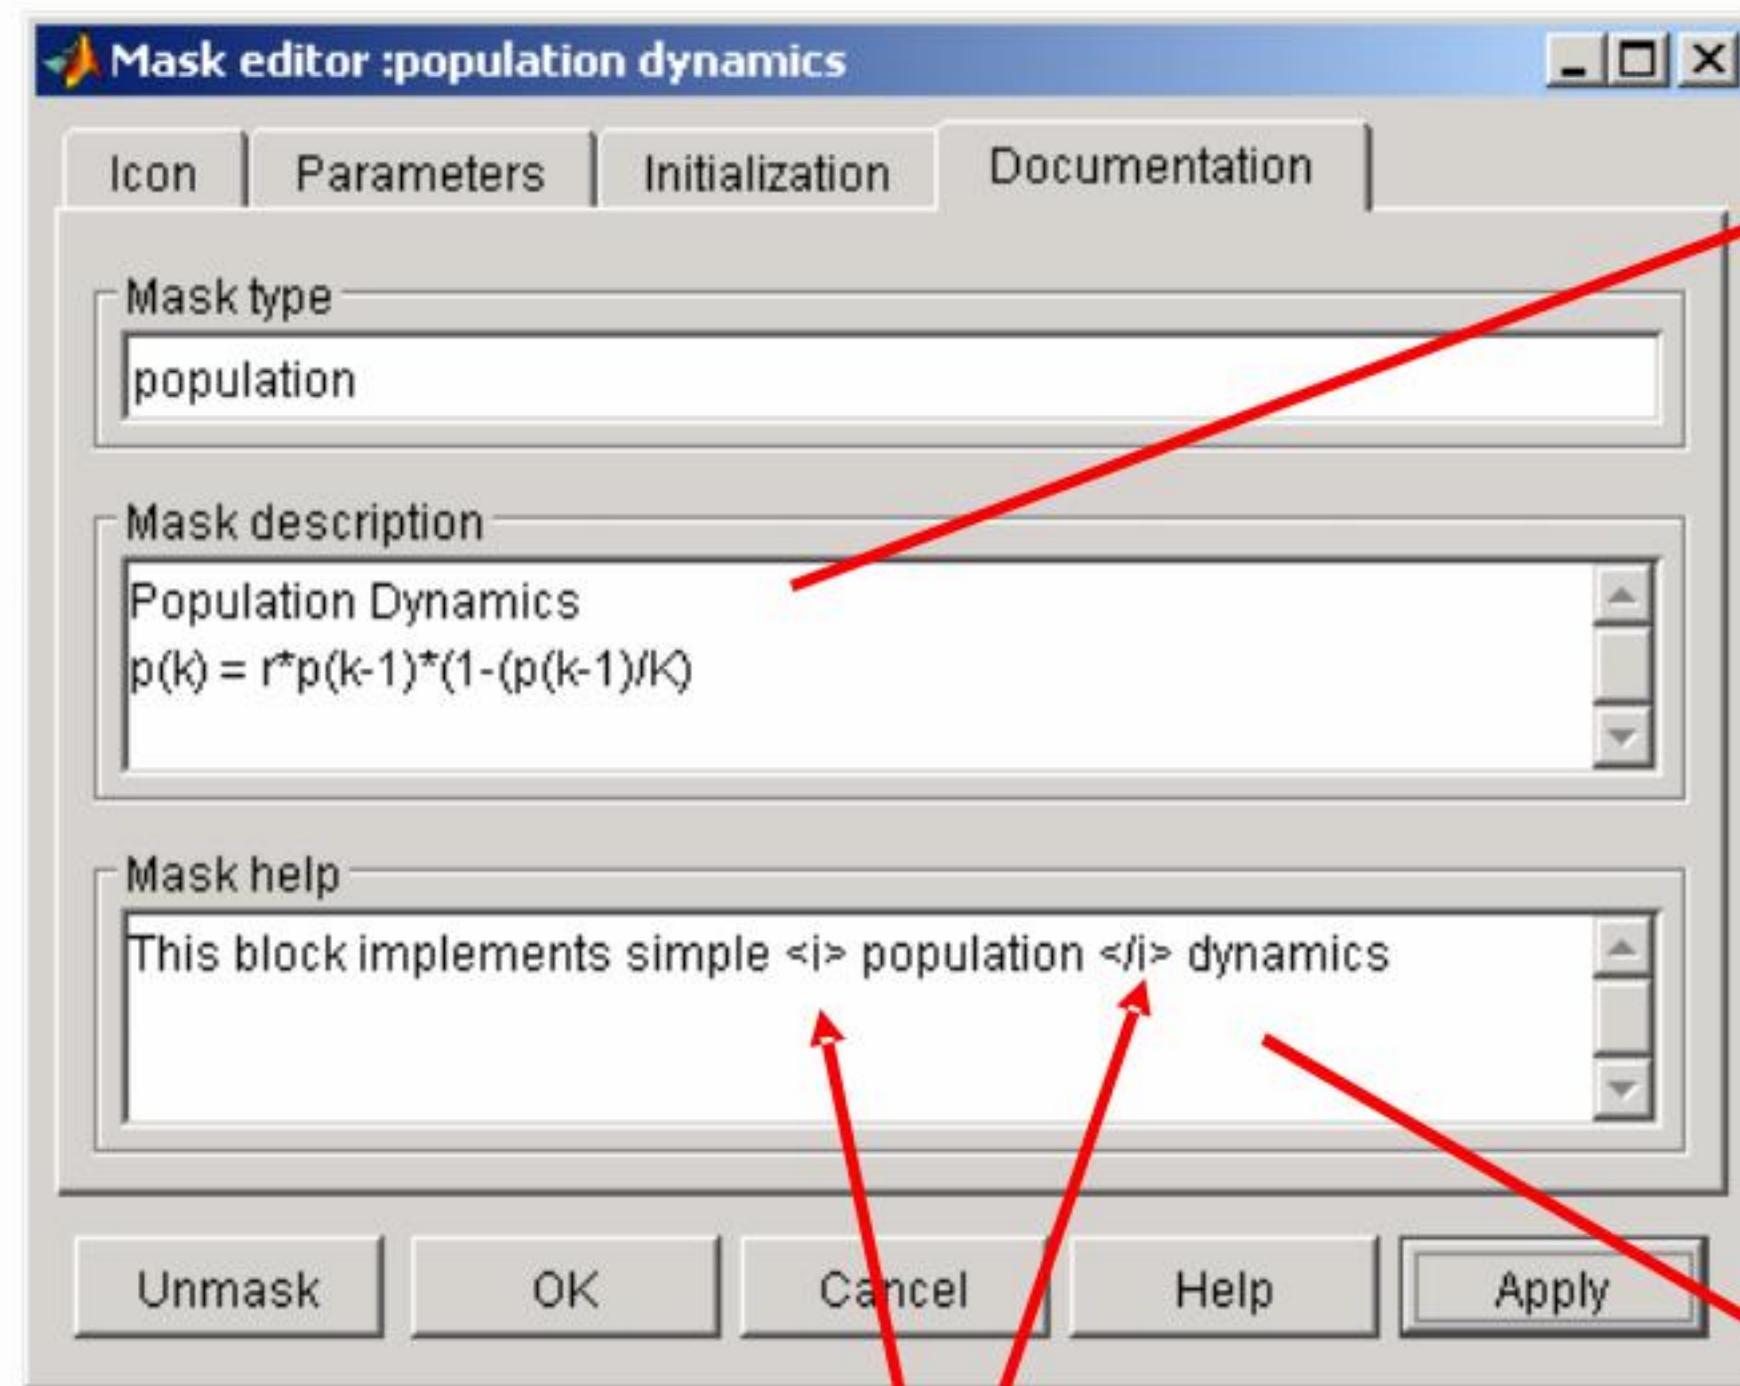 Mask editor :population dynamics
Icon Parameters Initialization Documentation
Mask type
population
Mask description
Population Dynamics
p(k) = r*p(k-1)*(1-(p(k-1)/K)
Mask help
This block implements simple <i> population </i> dynamics
Unmask OK Cancel Help Apply